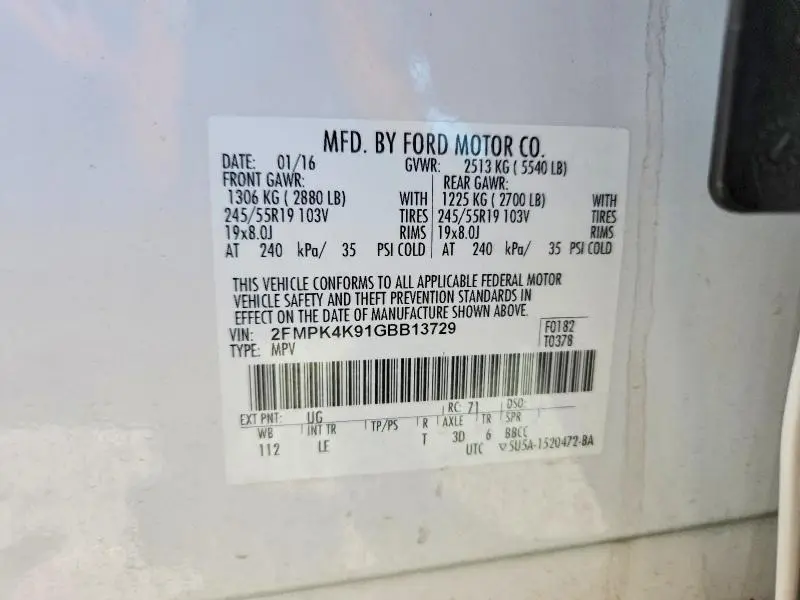 MFD. BY FORD MOTOR CO.
DATE: 01/16 GVWR: 2513 KG ( 5540 LB)
FRONT GAWR: REAR GAWR:
1306 KG ( 2880 LB) WITH 1225 KG ( 2700 LB) WITH
245/55R19 103V TIRES 245/55R19 103V TIRES
19x8.0J RIMS 19x8.0J RIMS
AT 240 kPa/ 35 PSI COLD AT 240 kPa/ 35 PSI COLD
THIS VEHICLE CONFORMS TO ALL APPLICABLE FEDERAL MOTOR
VEHICLE SAFETY AND THEFT PREVENTION STANDARDS IN
EFFECT ON THE DATE OF MANUFACTURE SHOWN ABOVE.
VIN: 2FMPK4K91GBB13729 F0182
TYPE: MPV T0378
EXT PNT: UG RC: 71 DSO:
WB INT TR TP/PS R AXLE TR SPR
112 LE T 3D 6 BBCC
UTC 5U5A-1520472-BA